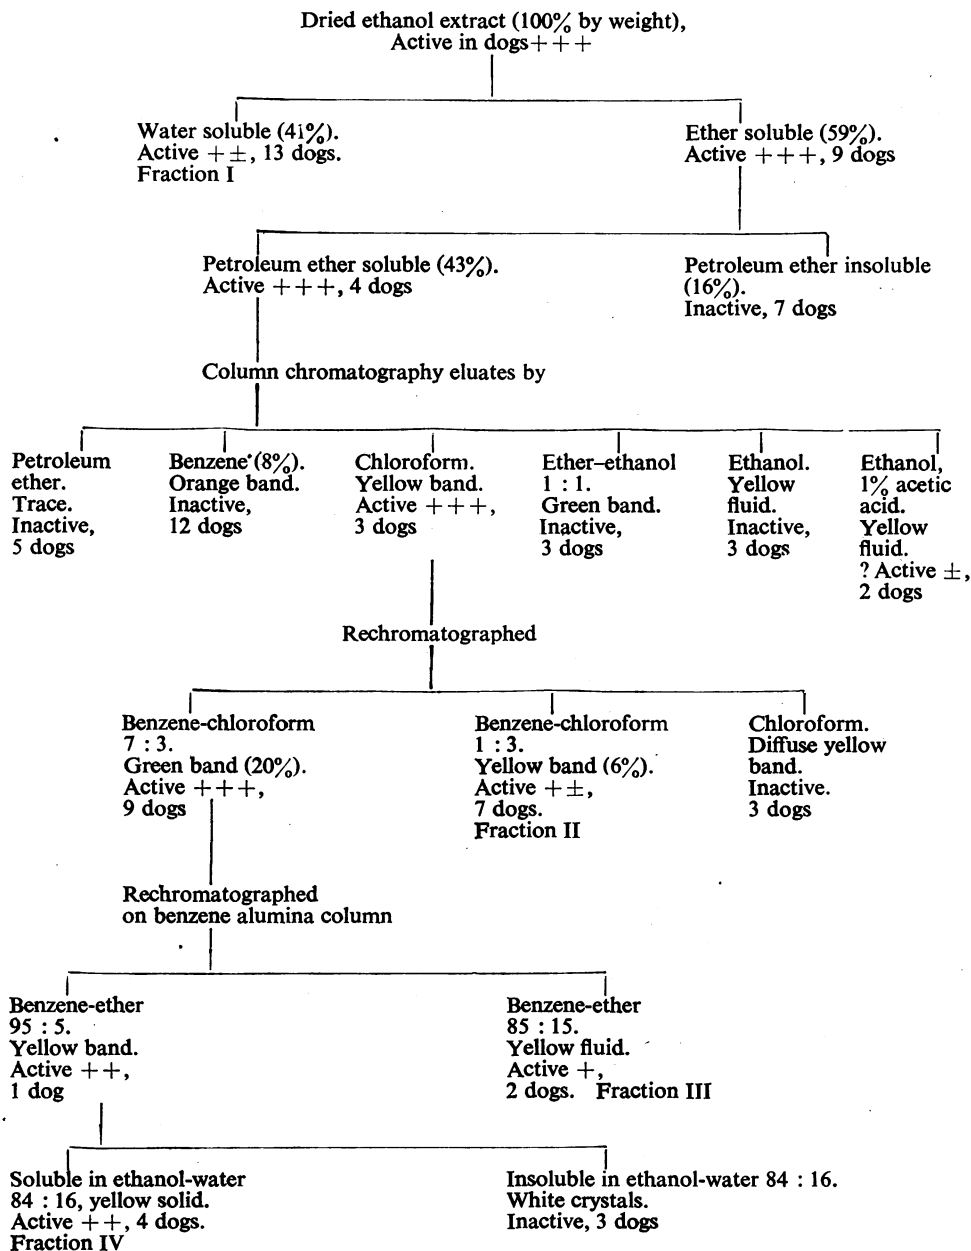 Dried ethanol extract (100% by weight),
Active in dogs+++
Water soluble (41%).
Active +±, 13 dogs.
Fraction I
Ether soluble (59%).
Active +++, 9 dogs
Petroleum ether soluble (43%).
Active +++, 4 dogs
Petroleum ether insoluble
(16%).
Inactive, 7 dogs
Column chromatography eluates by
Petroleum
ether.
Trace.
Inactive,
5 dogs
Benzene (8%).
Orange band.
Inactive,
12 dogs
Chloroform.
Yellow band.
Active +++,
3 dogs
Ether–ethanol
1 : 1.
Green band.
Inactive,
3 dogs
Ethanol.
Yellow
fluid.
Inactive,
3 dogs
Ethanol,
1% acetic
acid.
Yellow
fluid.
? Active ±,
2 dogs
Rechromatographed
Benzene-chloroform
7 : 3.
Green band (20%).
Active +++,
9 dogs
Benzene-chloroform
1 : 3.
Yellow band (6%).
Active +±,
7 dogs.
Fraction II
Chloroform.
Diffuse yellow
band.
Inactive.
3 dogs
Rechromatographed
on benzene alumina column
Benzene-ether
95 : 5.
Yellow band.
Active ++,
1 dog
Benzene-ether
85 : 15.
Yellow fluid.
Active +,
2 dogs. Fraction III
Soluble in ethanol-water
84 : 16, yellow solid.
Active ++, 4 dogs.
Fraction IV
Insoluble in ethanol-water 84 : 16.
White crystals.
Inactive, 3 dogs